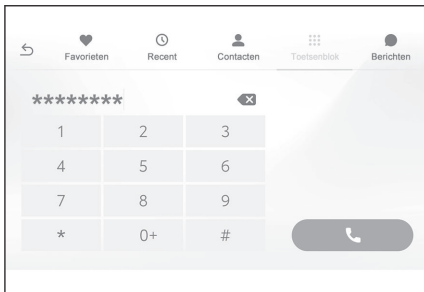 Favorieten Recent Contacten Toetsenblok Berichten
********
1 2 3
4 5 6
7 8 9
* 0+ #